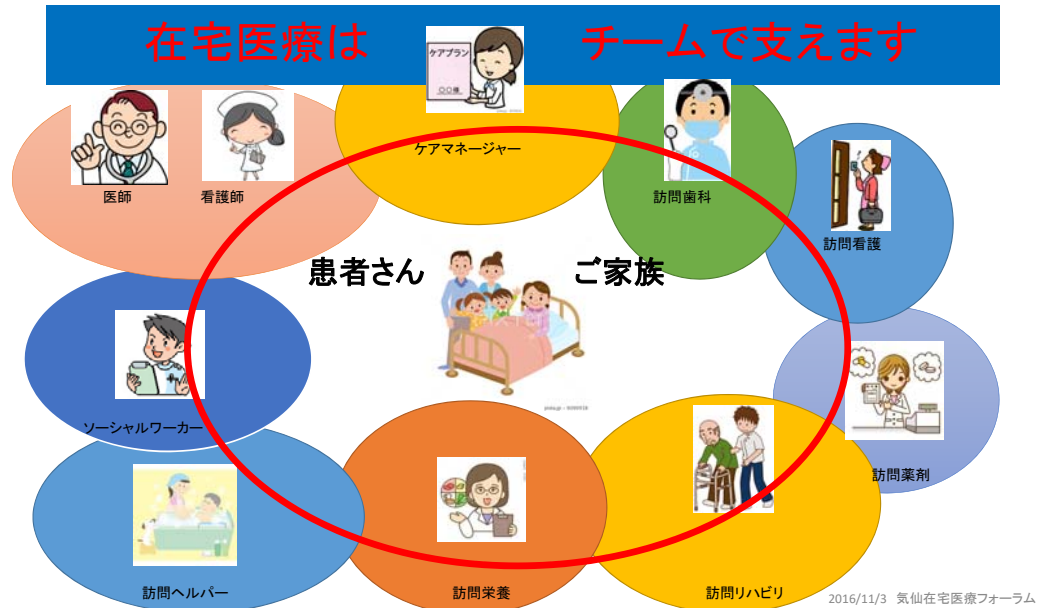 在宅医療は チームで支えます
ケアプラン
〇〇様
ケアマネージャー
医師 看護師
訪問歯科
訪問看護
患者さん ご家族
ソーシャルワーカー
訪問薬剤
訪問ヘルパー
訪問栄養
訪問リハビリ
2016/11/3 気仙在宅医療フォーラム